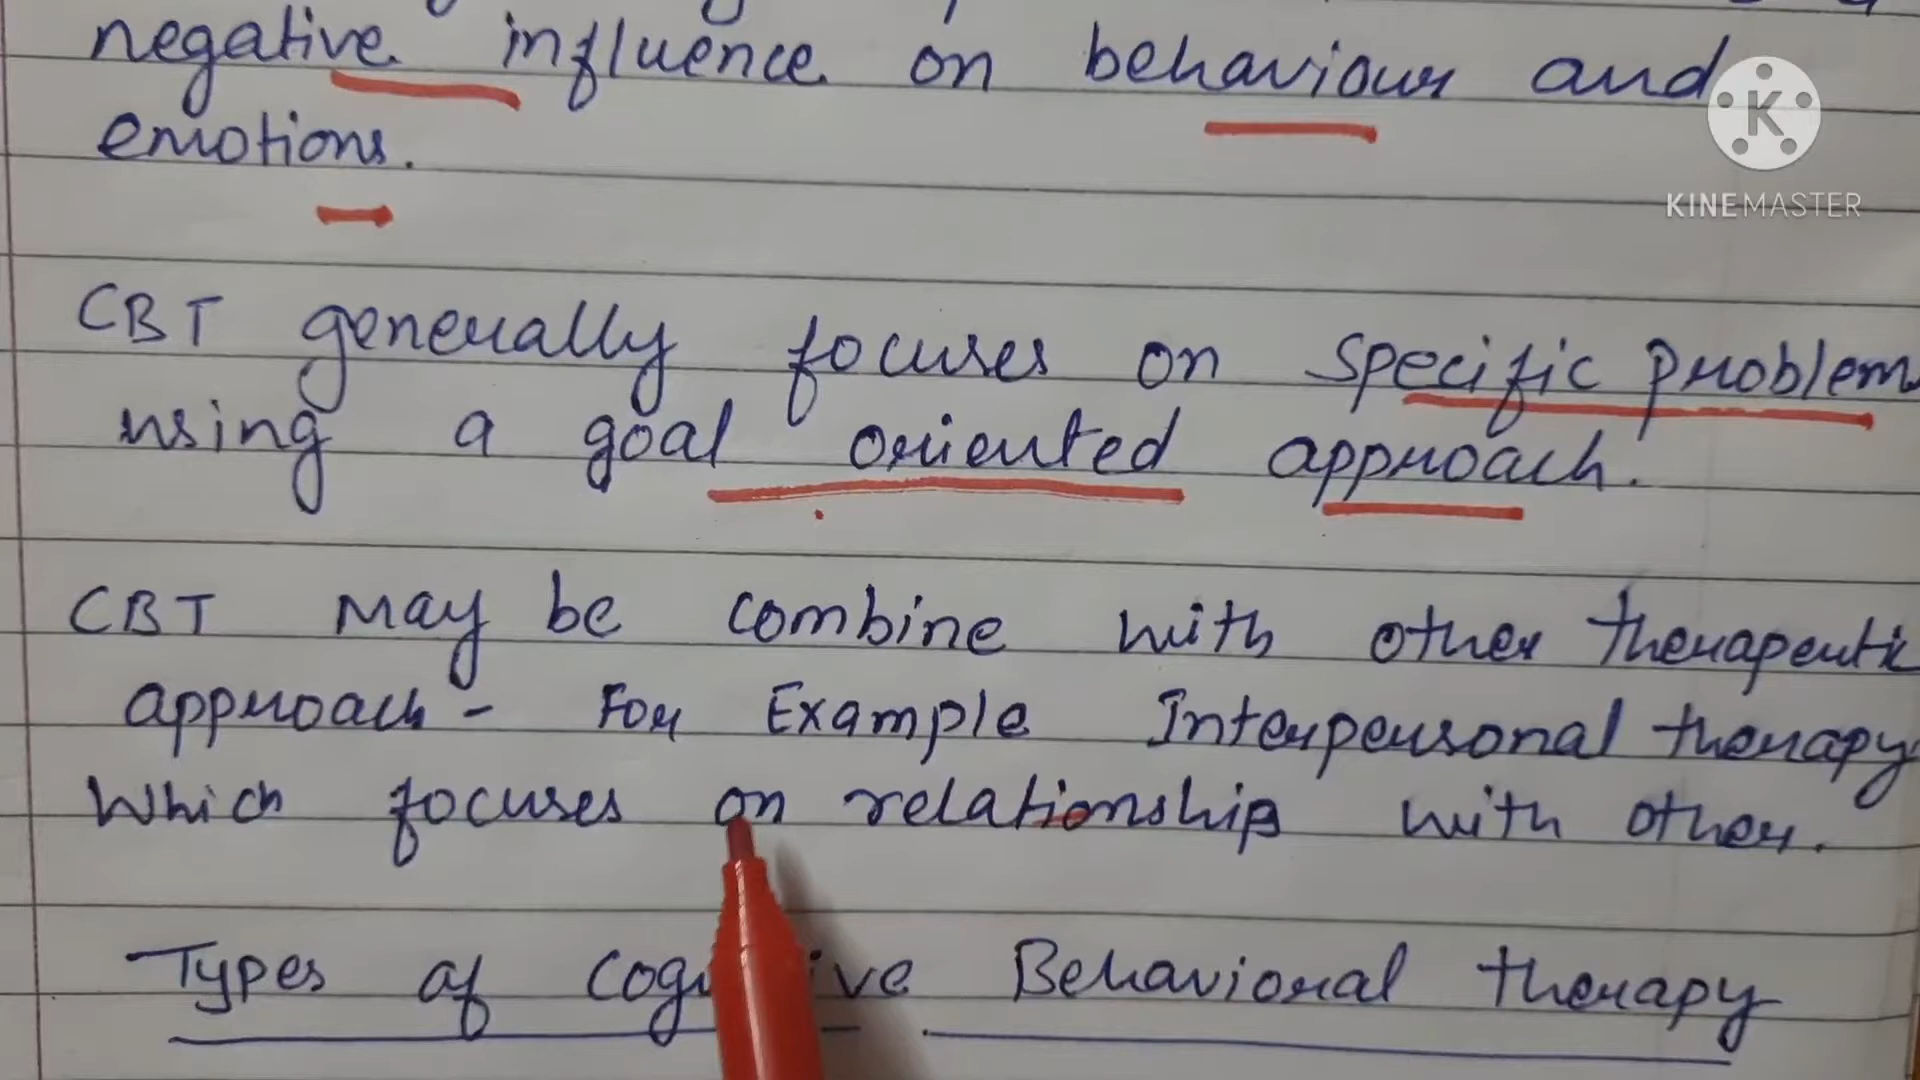 negative influence on behaviour and
emotions.
K
KINEMASTER
CBT generally focuses on specific problem
using a goal oriented approach.
CBT may be combine with other therapeutic
approach - For Example Interpersonal therapy
which focuses on relationship with other.
Types of Behavioral therapy